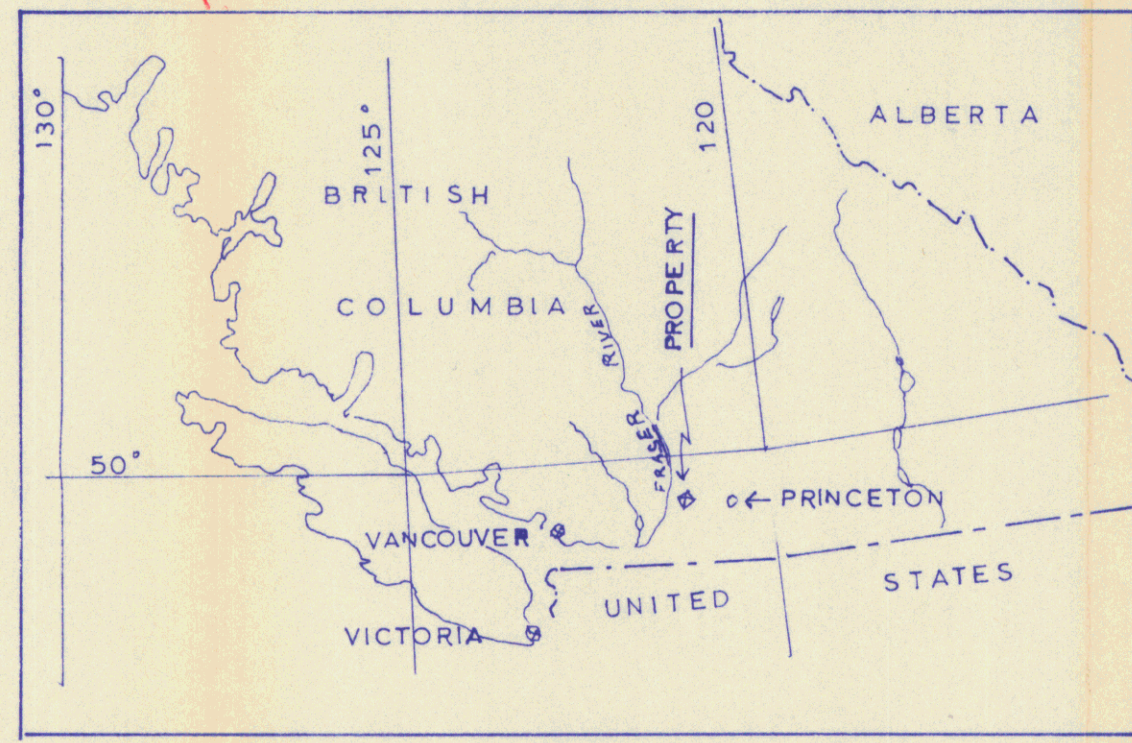 130°
125°
120
ALBERTA
BRITISH
COLUMBIA
RIVER
PROPERTY
FRASER
50°
PRINCETON
VANCOUVER
UNITED
STATES
VICTORIA